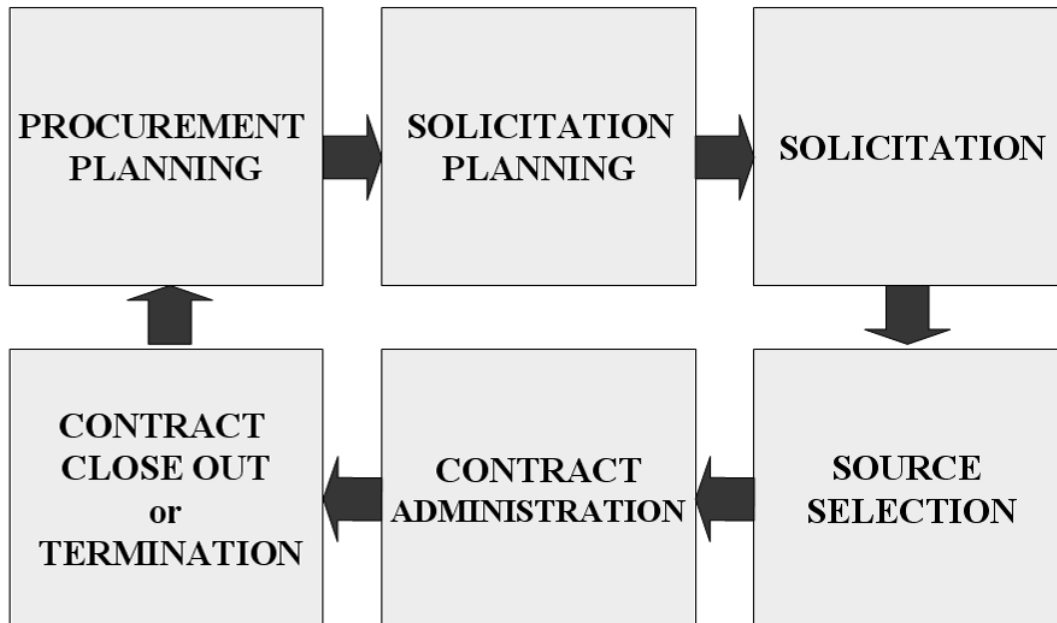 PROCUREMENT
PLANNING
SOLICITATION
PLANNING
SOLICITATION
CONTRACT
CLOSE OUT
or
TERMINATION
CONTRACT
ADMINISTRATION
SOURCE
SELECTION